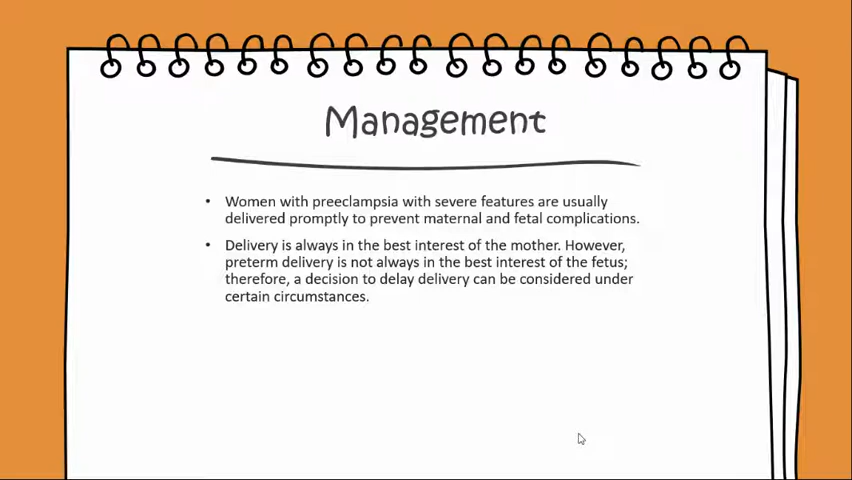 Management
• Women with preeclampsia with severe features are usually
delivered promptly to prevent maternal and fetal complications.
• Delivery is always in the best interest of the mother. However,
preterm delivery is not always in the best interest of the fetus;
therefore, a decision to delay delivery can be considered under
certain circumstances.